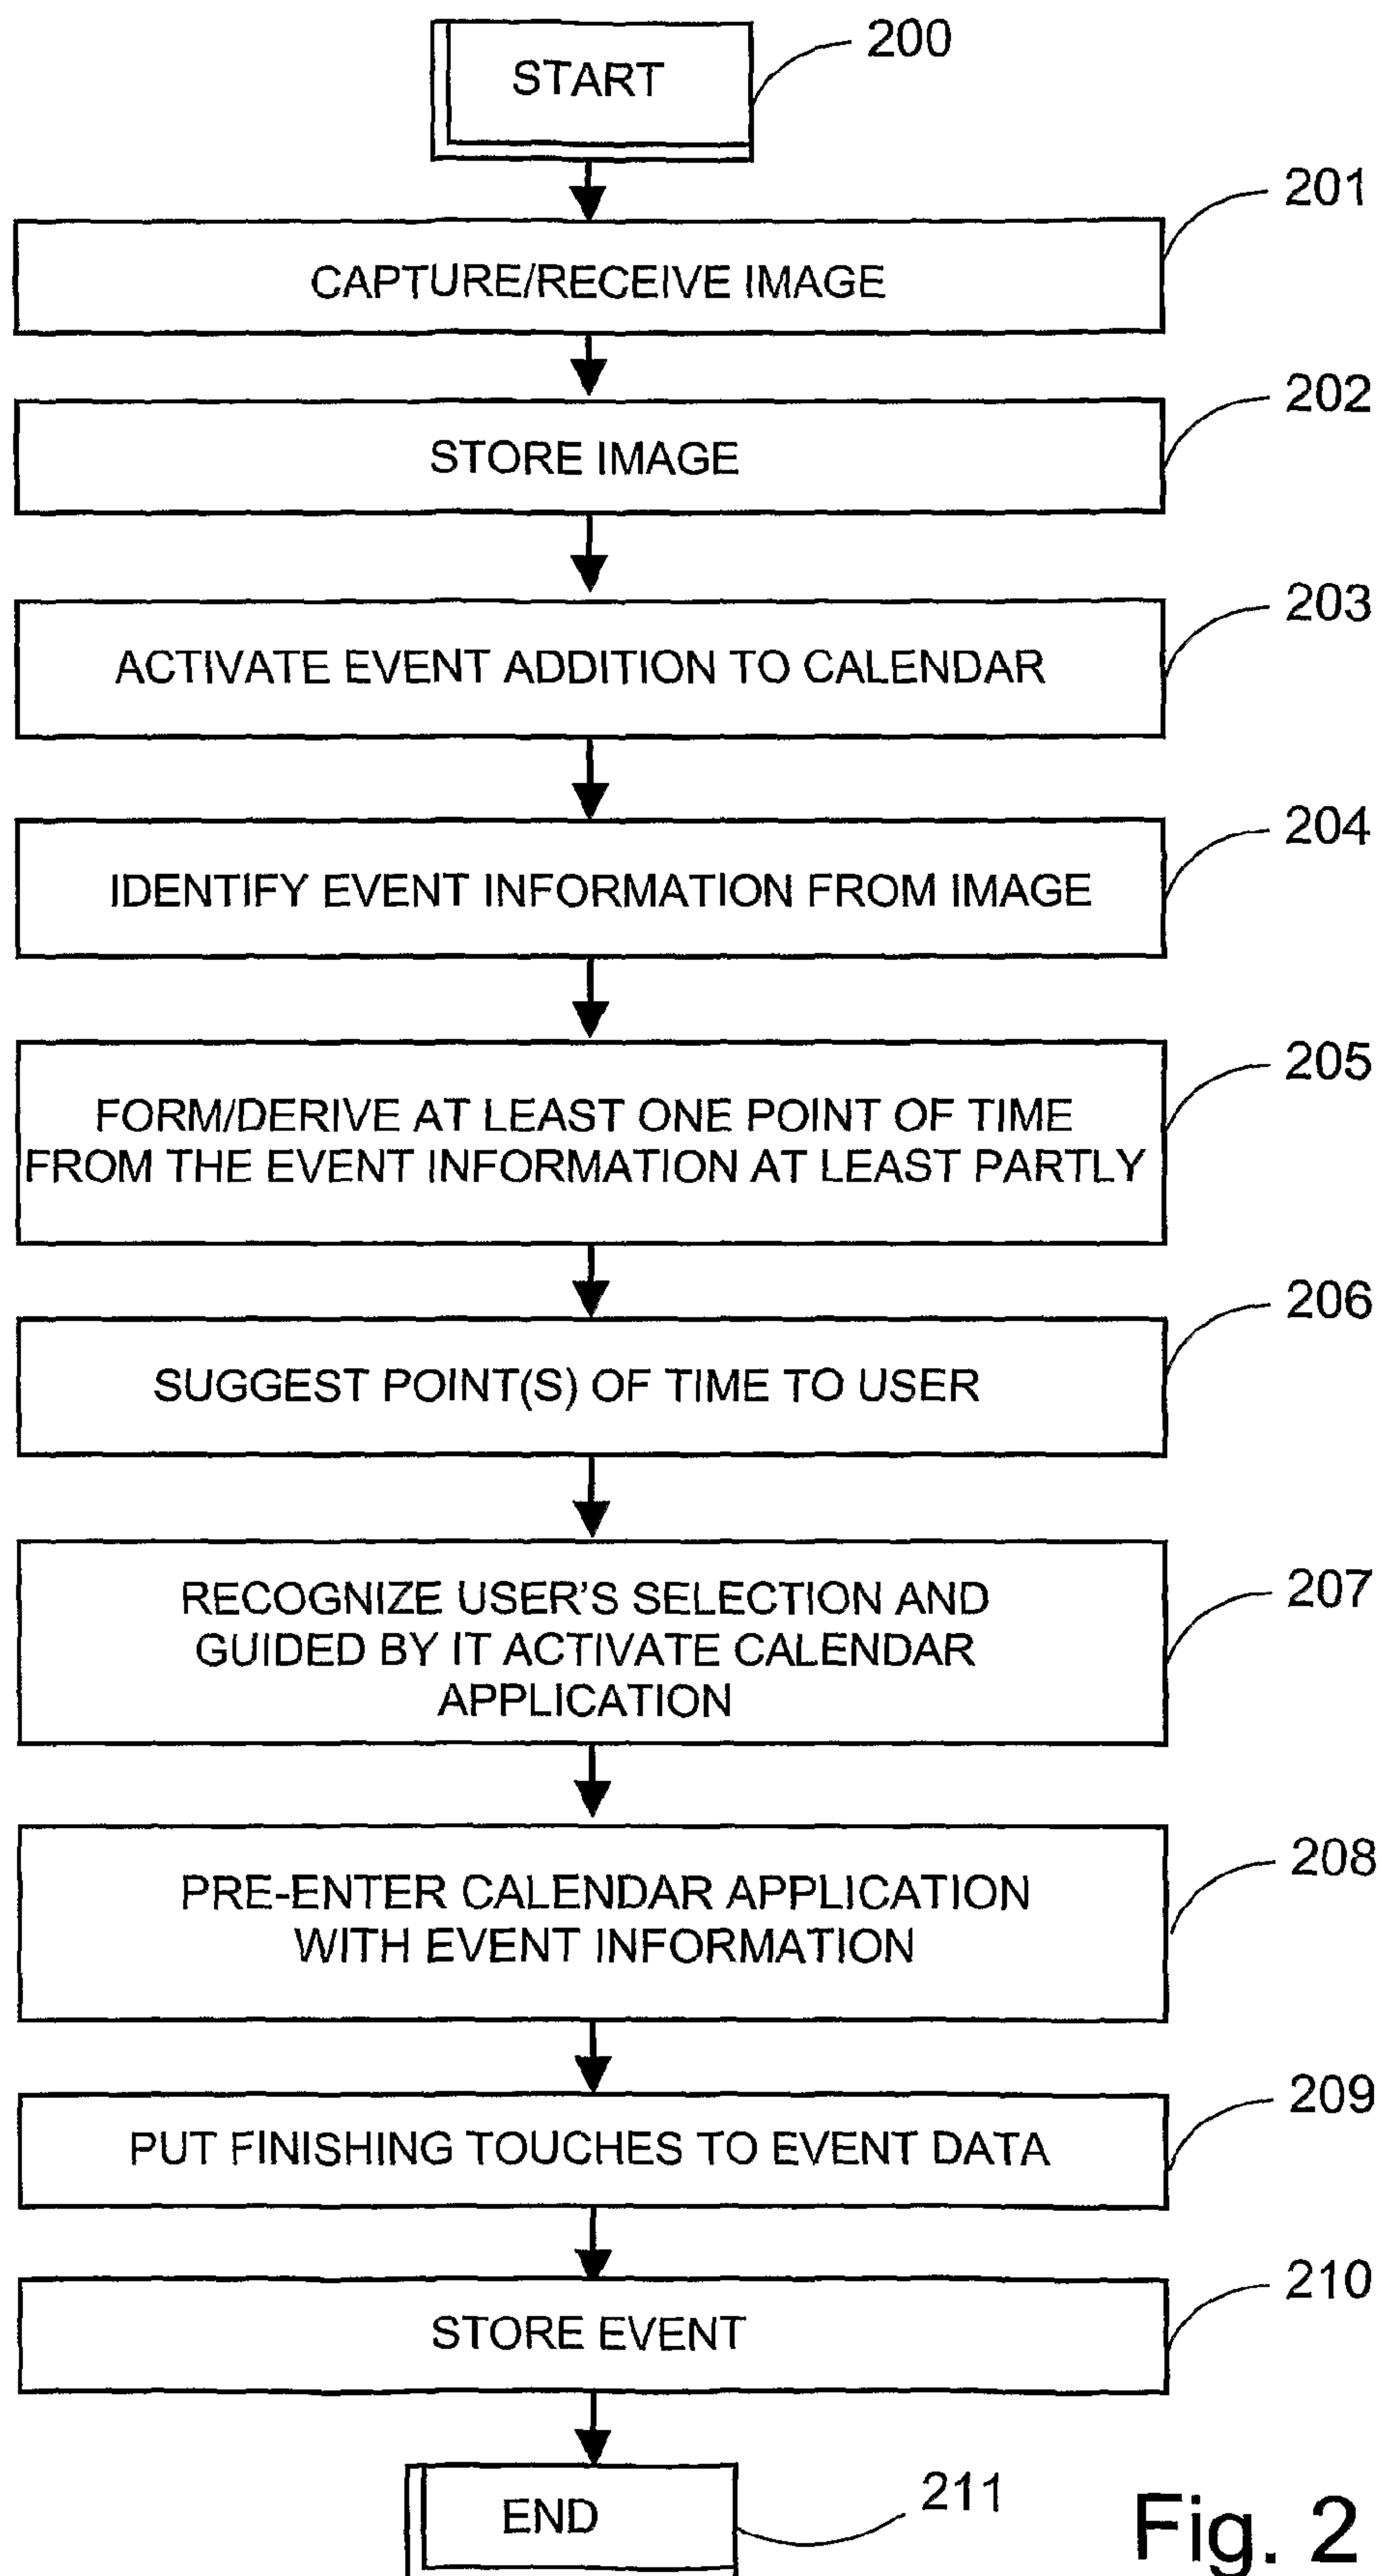 START
200
201
CAPTURE/RECEIVE IMAGE
202
STORE IMAGE
203
ACTIVATE EVENT ADDITION TO CALENDAR
204
IDENTIFY EVENT INFORMATION FROM IMAGE
205
FORM/DERIVE AT LEAST ONE POINT OF TIME
FROM THE EVENT INFORMATION AT LEAST PARTLY
206
SUGGEST POINT(S) OF TIME TO USER
207
RECOGNIZE USER'S SELECTION AND
GUIDED BY IT ACTIVATE CALENDAR
APPLICATION
208
PRE-ENTER CALENDAR APPLICATION
WITH EVENT INFORMATION
209
PUT FINISHING TOUCHES TO EVENT DATA
210
STORE EVENT
211
END
Fig. 2